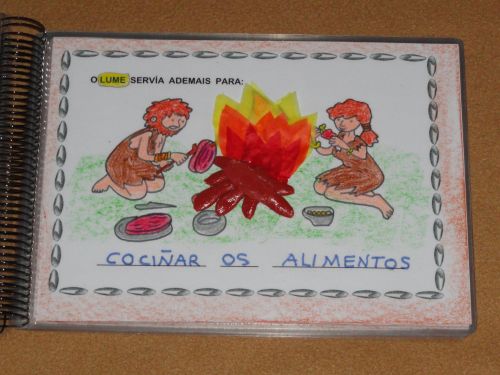 O LUME SERVÍA ADEMAIS PARA:
COCIÑAR OS ALIMENTOS